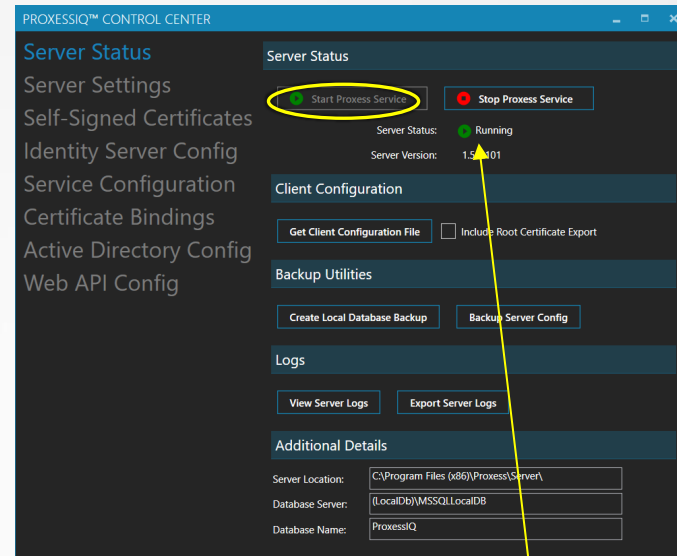 PROXESSIQ™ CONTROL CENTER
Server Status
Server Settings
Self-Signed Certificates
Identity Server Config
Service Configuration
Certificate Bindings
Active Directory Config
Web API Config
Server Status
Start Proxess Service
Stop Proxess Service
Server Status: Running
Server Version:
Client Configuration
Get Client Configuration File
Include Root Certificate Export
Backup Utilities
Create Local Database Backup
Backup Server Config
Logs
View Server Logs
Export Server Logs
Additional Details
Server Location: C:\Program Files (x86)\Proxess\Server\
Database Server: (LocalDb)\MSSQLLocalDB
Database Name: ProxessIQ